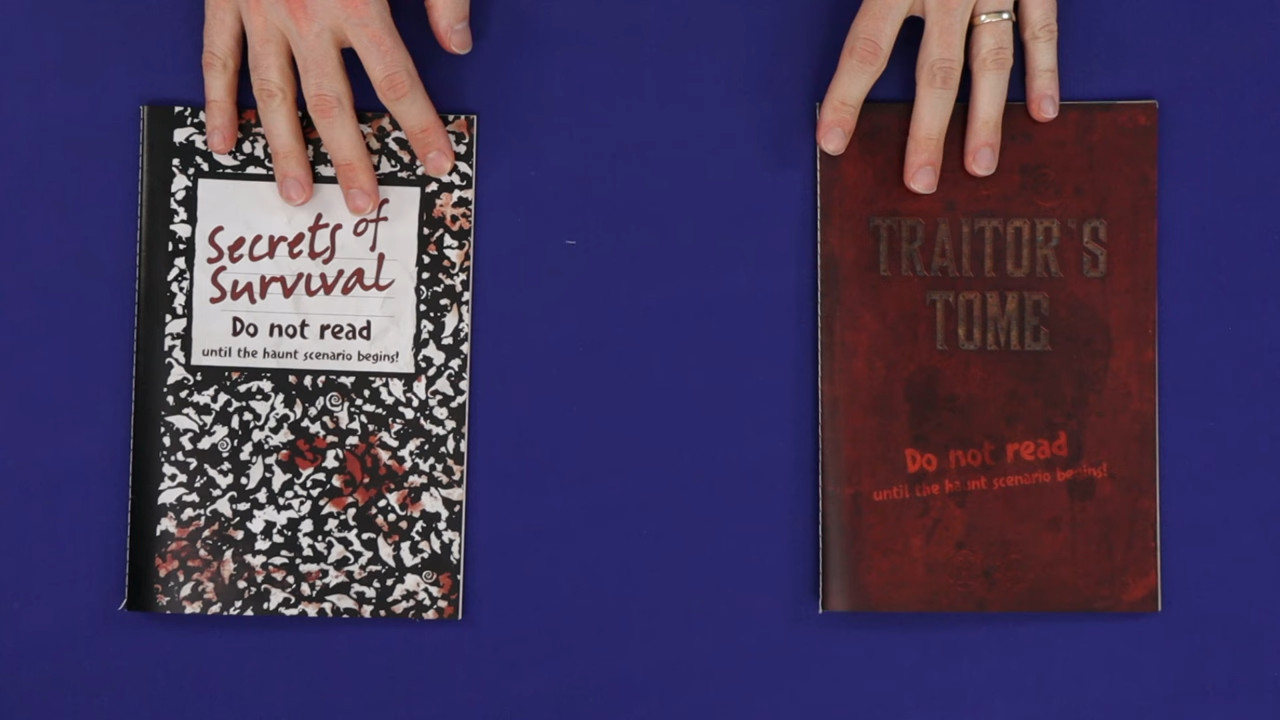 Secrets of
Survival
Do not read
until the haunt scenario begins!
TRAITOR'S
TOME
Do not read
until the haunt scenario begins!